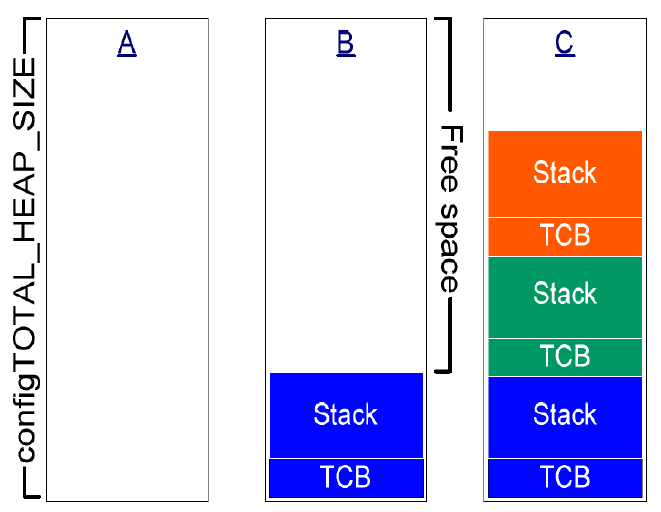 configTOTAL_HEAP_SIZE
A
B
Free space
Stack
TCB
C
Stack
TCB
Stack
TCB
Stack
TCB